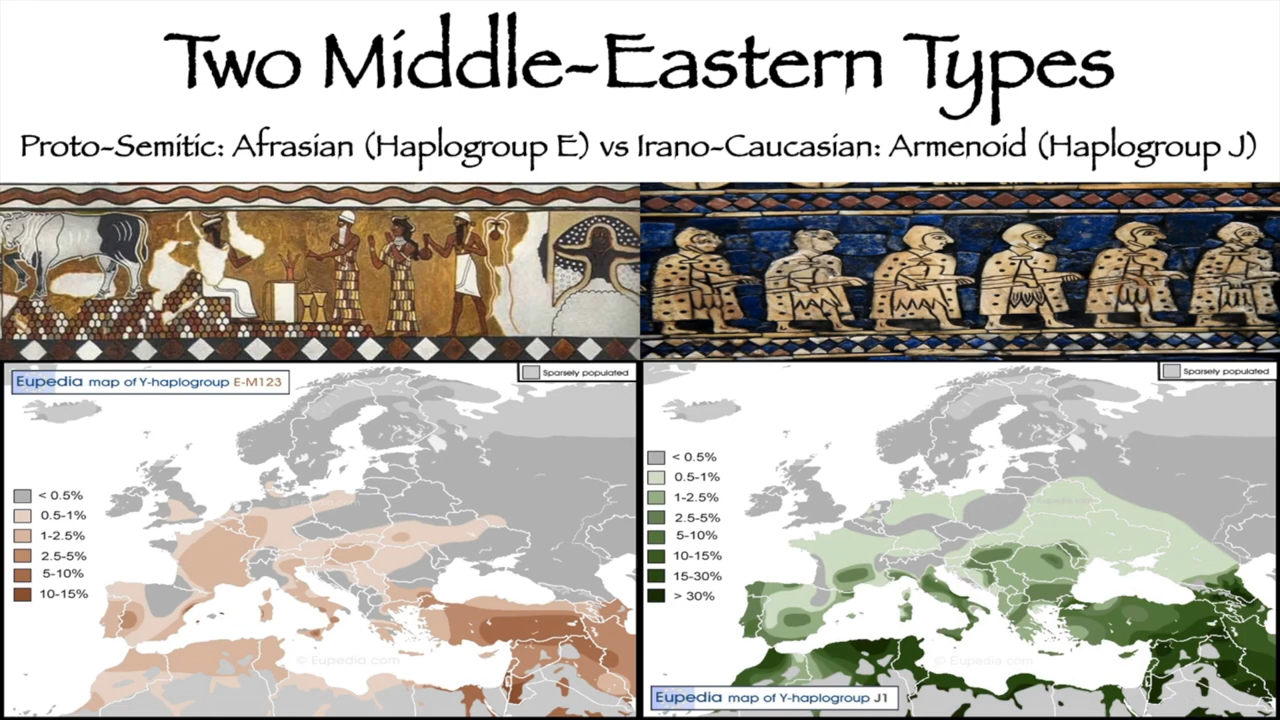 Two Middle-Eastern Types
Proto-Semitic: Afrasian (Haplogroup E) vs Irano-Caucasian: Armenoid (Haplogroup J)
Eupedia map of Y-haplogroup E-M123
Sparsely populated
< 0.5%
0.5-1%
1-2.5%
2.5-5%
5-10%
10-15%
© Eupedia.com
Sparsely populated
< 0.5%
0.5-1%
1-2.5%
2.5-5%
5-10%
10-15%
15-30%
> 30%
© Eupedia.com
Eupedia map of Y-haplogroup J1